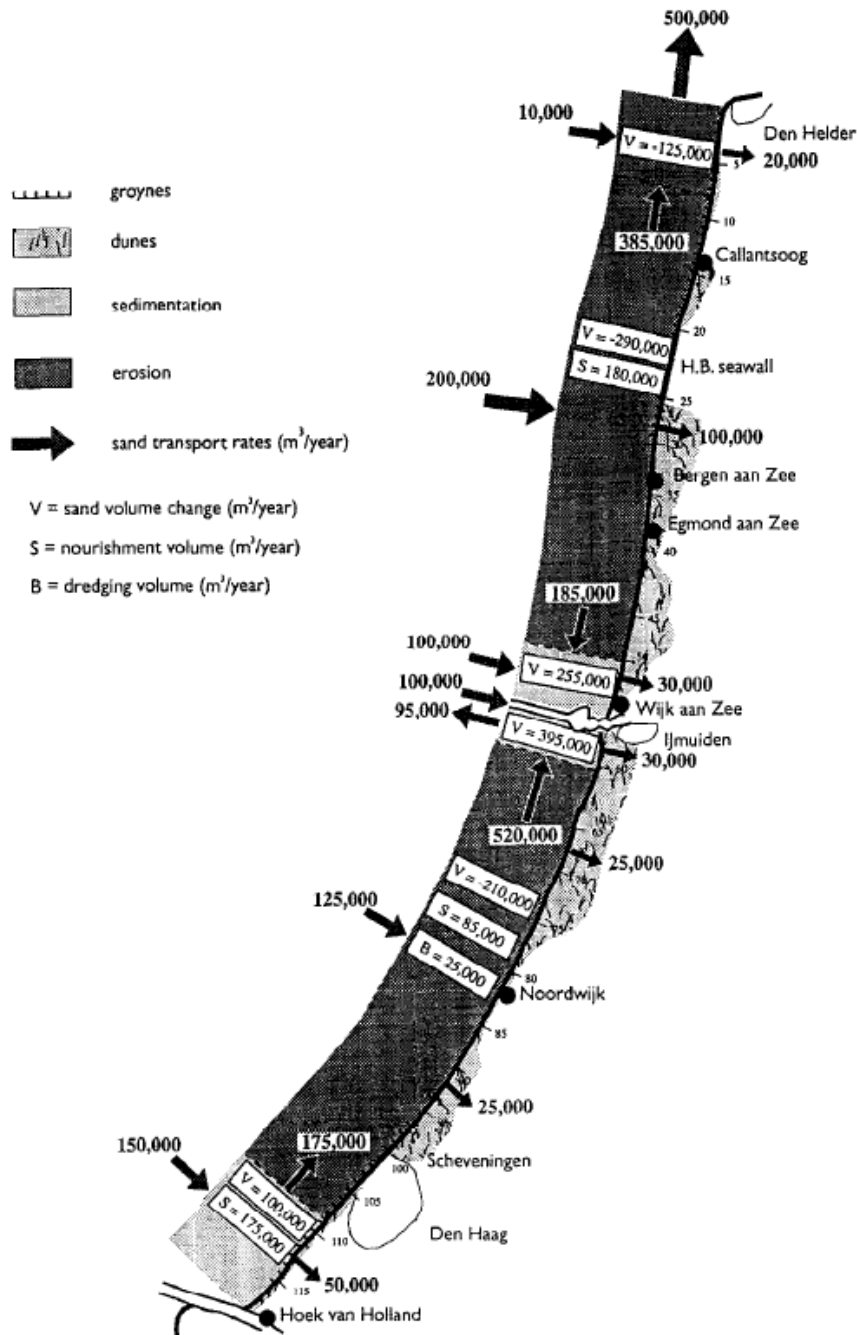 500,000
10,000
Den Helder
V = -125,000
20,000
5
groynes
10
385,000
dunes
Callantsoog
15
sedimentation
20
V = -290,000
H.B. seawall
S = 180,000
erosion
200,000
25
sand transport rates (m³/year)
100,000
Bergen aan Zee
35
V = sand volume change (m³/year)
Egmond aan Zee
S = nourishment volume (m³/year)
40
B = dredging volume (m³/year)
185,000
100,000
V = 255,000
30,000
100,000
Wijk aan Zee
95,000
V = 395,000
IJmuiden
30,000
520,000
25,000
V = -210,000
125,000
S = 85,000
75
B = 25,000
80
Noordwijk
85
25,000
175,000
150,000
Scheveningen
100
V = 100,000
105
S = 175,000
110
Den Haag
50,000
115
Hoek van Holland